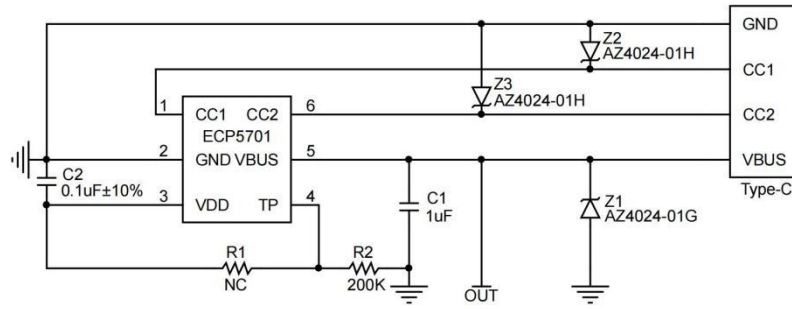 GND
Z2
AZ4024-01H
CC1
Z3
AZ4024-01H
1
CC1 CC2
6
CC2
ECP5701
2
GND VBUS
5
VBUS
C2
0.1uF±10%
3
VDD TP
4
C1
1uF
Z1
AZ4024-01G
Type-C
R1
NC
R2
200K
OUT